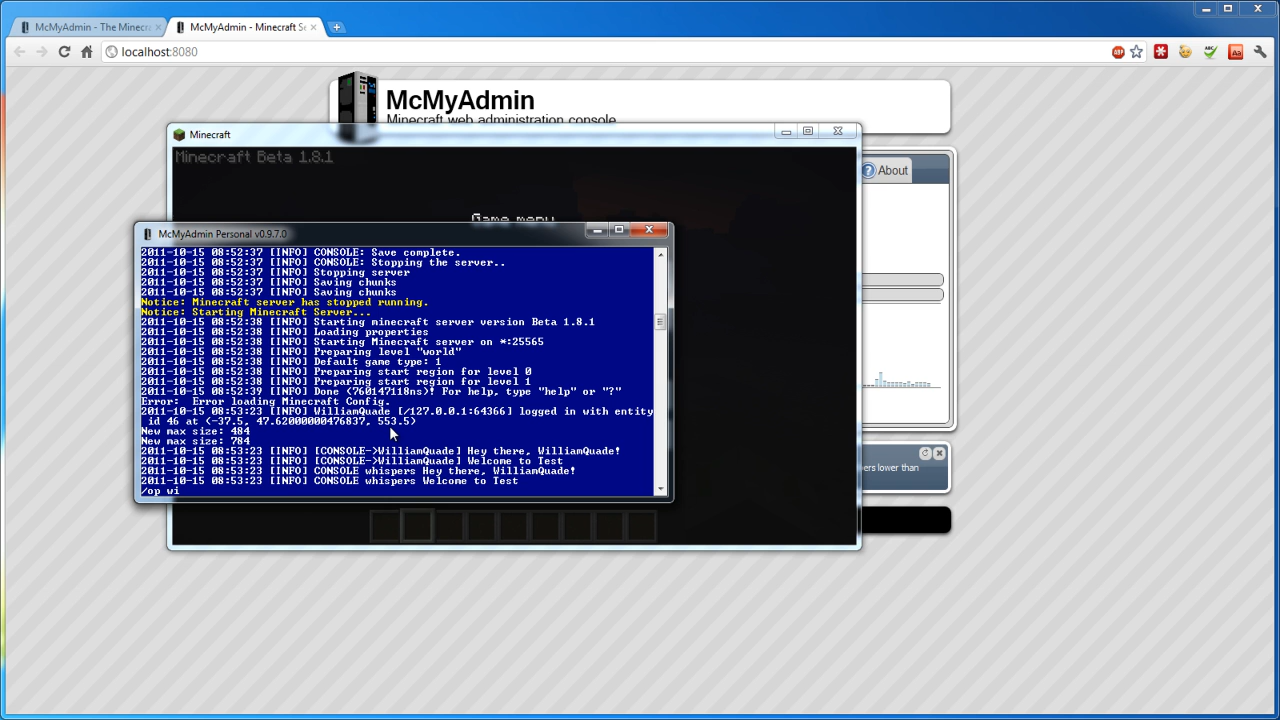 McMyAdmin - The Minecr
McMyAdmin - Minecraft Se
localhost:8080
ABP
ABC
Aa
McMyAdmin
Minecraft web administration console
Minecraft
Minecraft Beta 1.8.1
About
Game menu
McMyAdmin Personal v0.9.7.0
2011-10-15 08:52:37 [INFO] CONSOLE: Save complete.
2011-10-15 08:52:37 [INFO] CONSOLE: Stopping the server..
2011-10-15 08:52:37 [INFO] Stopping server
2011-10-15 08:52:37 [INFO] Saving chunks
2011-10-15 08:52:37 [INFO] Saving chunks
Notice: Minecraft server has stopped running.
Notice: Starting Minecraft Server...
2011-10-15 08:52:38 [INFO] Starting minecraft server version Beta 1.8.1
2011-10-15 08:52:38 [INFO] Loading properties
2011-10-15 08:52:38 [INFO] Starting Minecraft server on *:25565
2011-10-15 08:52:38 [INFO] Preparing level "world"
2011-10-15 08:52:38 [INFO] Default game type: 1
2011-10-15 08:52:38 [INFO] Preparing start region for level 0
2011-10-15 08:52:38 [INFO] Preparing start region for level 1
2011-10-15 08:52:39 [INFO] Done (760147118ns)! For help, type "help" or "?"
Error:  Error loading Minecraft Config.
2011-10-15 08:53:23 [INFO] WilliamQuade [/127.0.0.1:64366] logged in with entity
id 46 at (-37.5, 47.62000000476837, 553.5)
New max size: 484
New max size: 784
2011-10-15 08:53:23 [INFO] [CONSOLE->WilliamQuade] Hey there, WilliamQuade!
2011-10-15 08:53:23 [INFO] [CONSOLE->WilliamQuade] Welcome to Test
2011-10-15 08:53:23 [INFO] CONSOLE whispers Hey there, WilliamQuade!
2011-10-15 08:53:23 [INFO] CONSOLE whispers Welcome to Test
/op wi
ers lower than